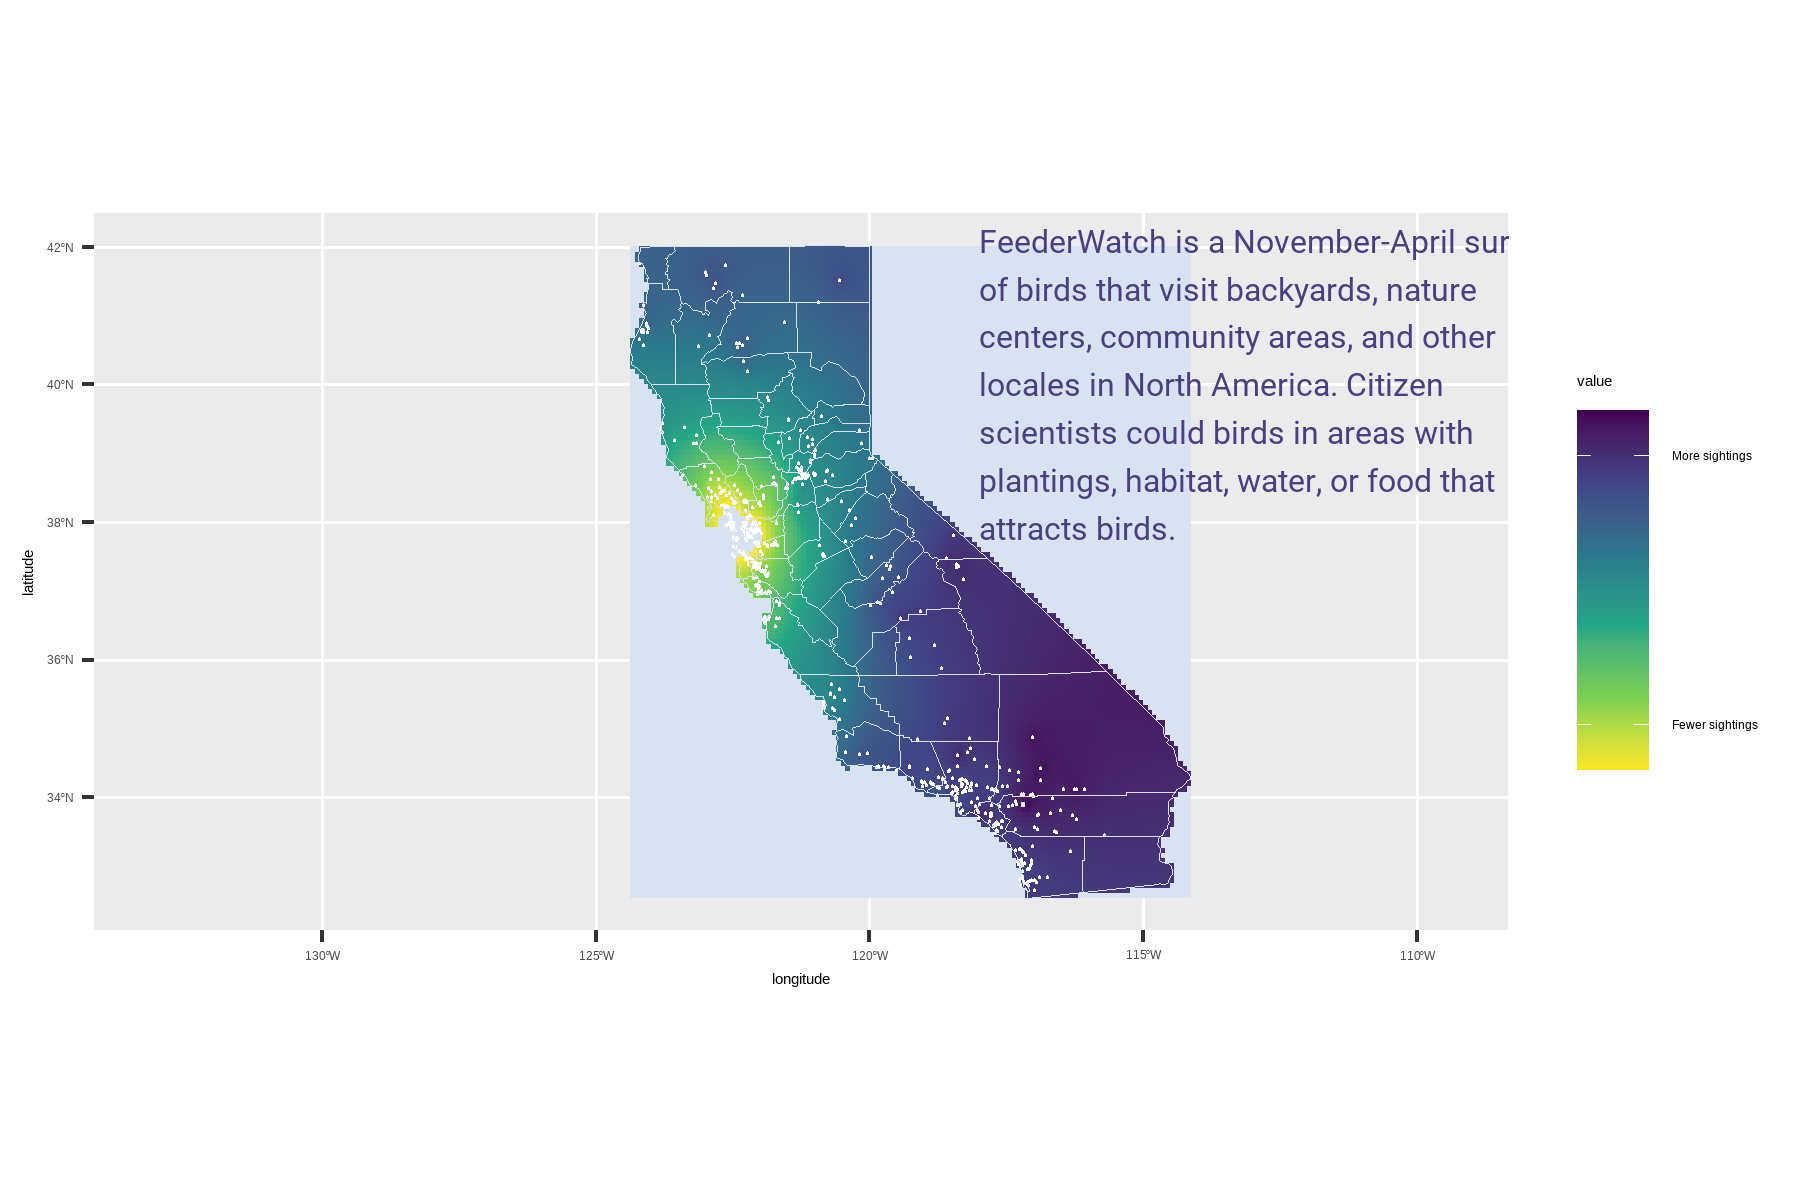 FeederWatch is a November-April sur
of birds that visit backyards, nature
centers, community areas, and other
locales in North America. Citizen
scientists could birds in areas with
plantings, habitat, water, or food that
attracts birds.
42°N
40°N
38°N
36°N
34°N
latitude
130°W
125°W
120°W
115°W
110°W
longitude
value
More sightings
Fewer sightings